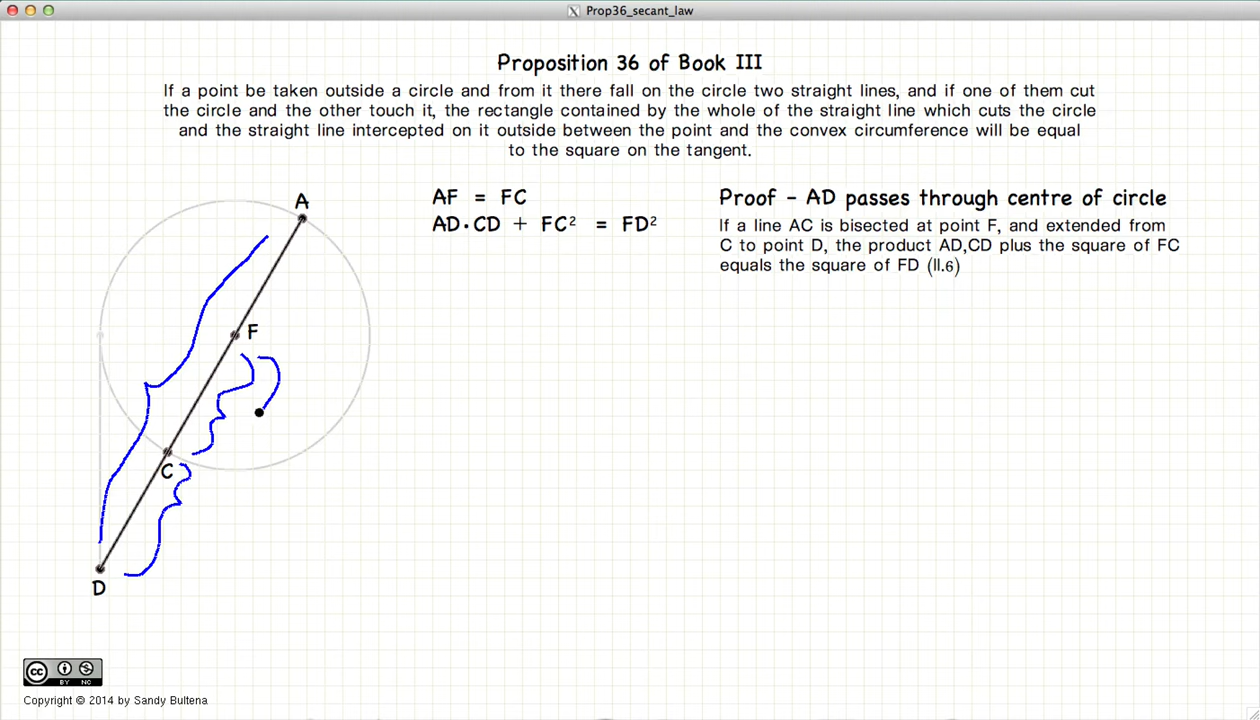 Prop36_secant_law
Proposition 36 of Book III
If a point be taken outside a circle and from it there fall on the circle two straight lines, and if one of them cut
the circle and the other touch it, the rectangle contained by the whole of the straight line which cuts the circle
and the straight line intercepted on it outside between the point and the convex circumference will be equal
to the square on the tangent.
AF = FC
AD·CD + FC² = FD²
Proof - AD passes through centre of circle
If a line AC is bisected at point F, and extended from
C to point D, the product AD,CD plus the square of FC
equals the square of FD (II.6)
A
F
C
D
cc BY NC
Copyright © 2014 by Sandy Bultena